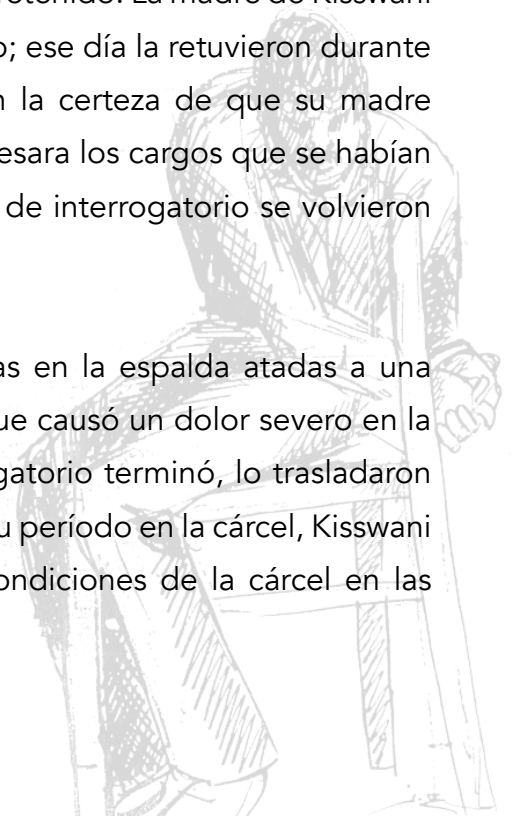 retenido. La madre de Kisswani
; ese día la retuvieron durante
la certeza de que su madre
esara los cargos que se habían
de interrogatorio se volvieron
as en la espalda atadas a una
ue causó un dolor severo en la
gatorio terminó, lo trasladaron
u período en la cárcel, Kisswani
ondiciones de la cárcel en las